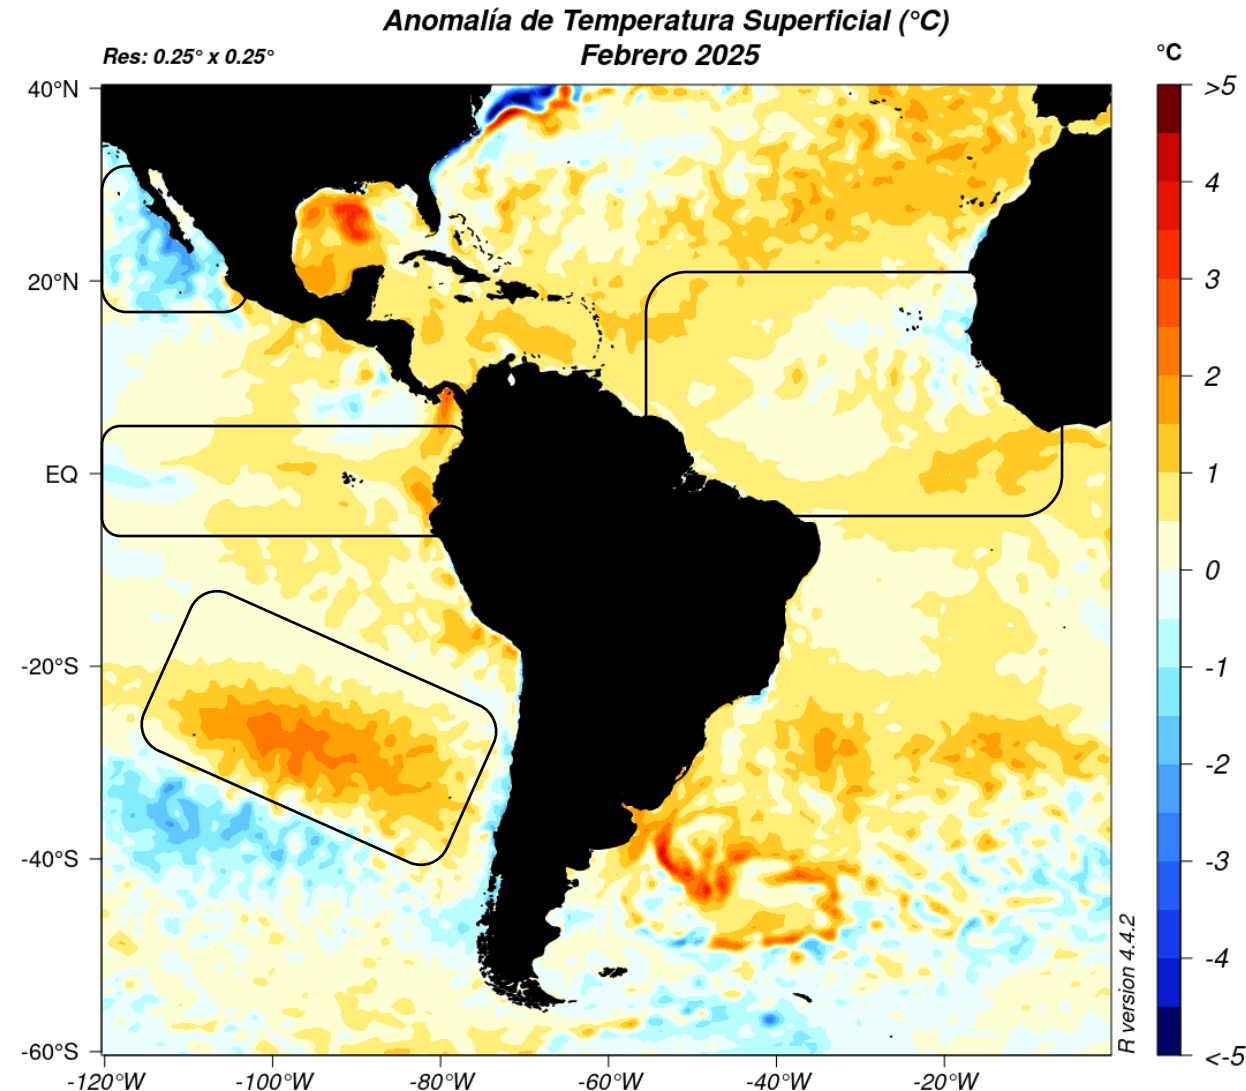 Anomalía de Temperatura Superficial (°C)
Res: 0.25° x 0.25°
Febrero 2025
°C
40°N
20°N
EQ
-20°S
-40°S
-60°S
-120°W
-100°W
-80°W
-60°W
-40°W
-20°W
>5
4
3
2
1
0
-1
-2
-3
-4
<-5
R version 4.4.2